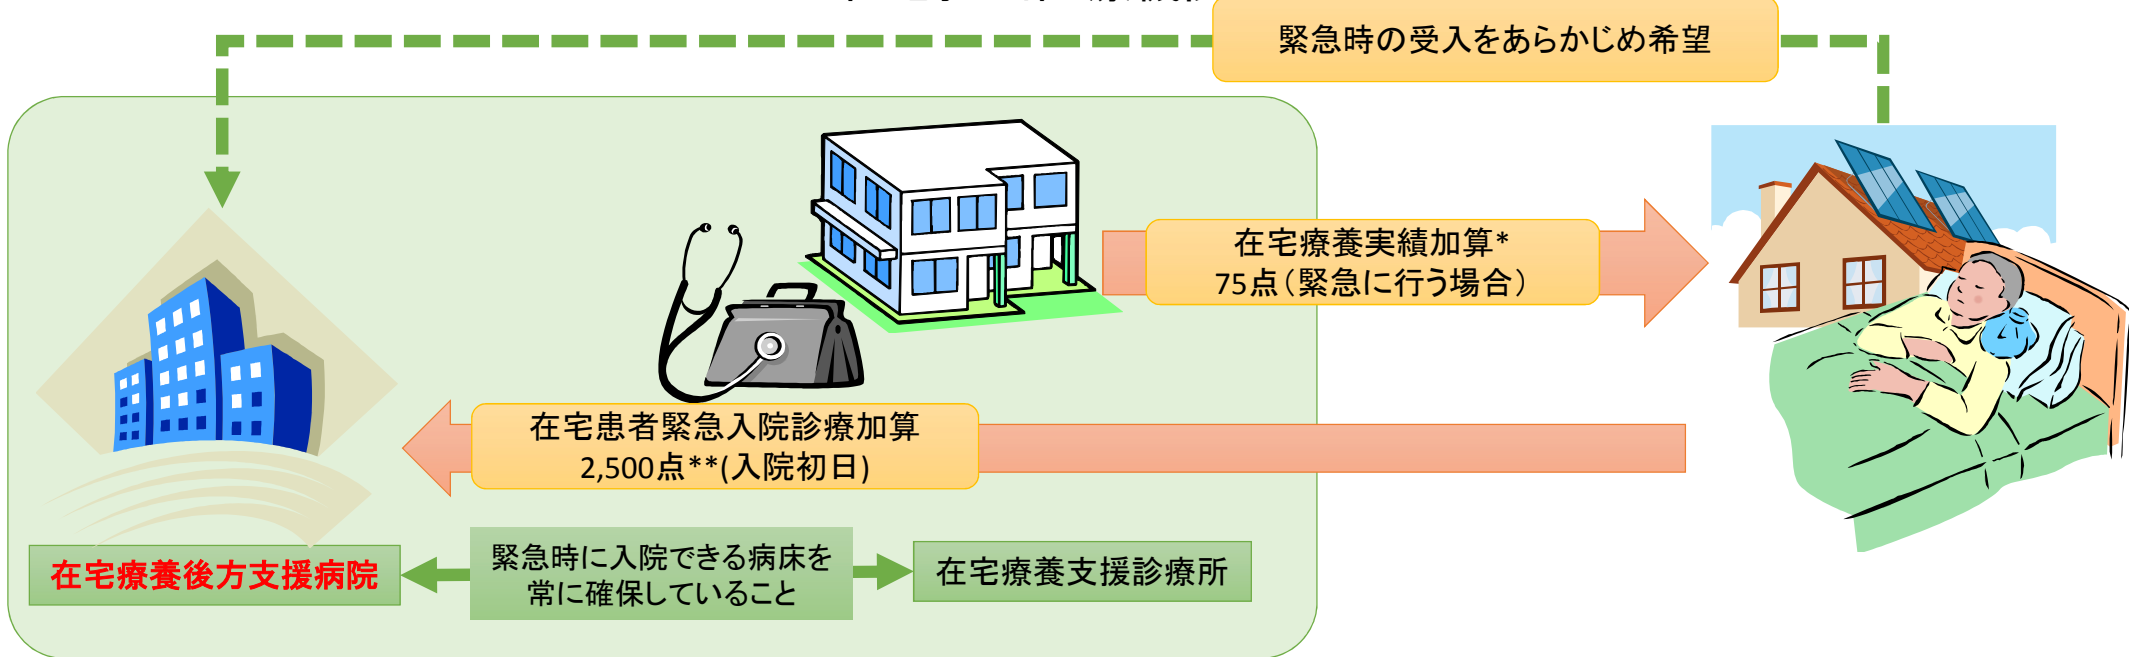 緊急時の受入をあらかじめ希望
在宅療養実績加算*
75点（緊急に行う場合）
在宅患者緊急入院診療加算
2,500点**(入院初日)
在宅療養後方支援病院
緊急時に入院できる病床を
常に確保していること
在宅療養支援診療所